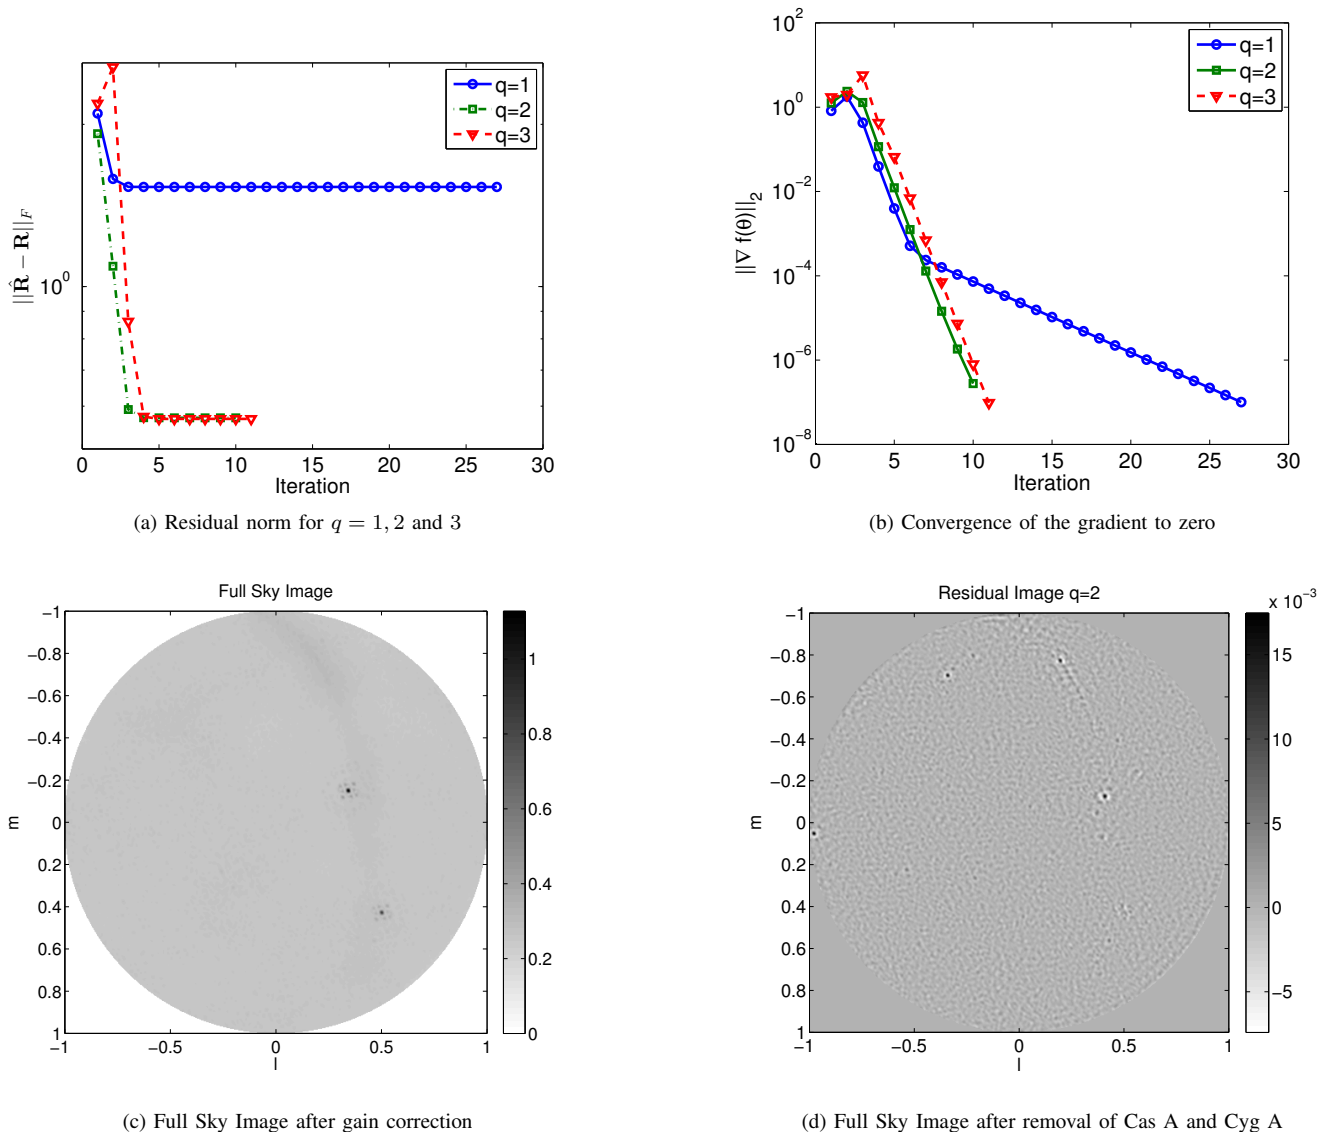 q=1
q=2
q=3
10^0
||R̂ − R||_F
0 5 10 15 20 25 30
Iteration
(a) Residual norm for q = 1, 2 and 3
10^2
10^0
10^−2
10^−4
10^−6
10^−8
||∇ f(θ)||_2
q=1
q=2
q=3
0 5 10 15 20 25 30
Iteration
(b) Convergence of the gradient to zero
Full Sky Image
−1
−0.8
−0.6
−0.4
−0.2
0
0.2
0.4
0.6
0.8
1
m
−1 −0.5 0 0.5 1
l
1
0.8
0.6
0.4
0.2
0
(c) Full Sky Image after gain correction
Residual Image q=2
x 10^−3
−1
−0.8
−0.6
−0.4
−0.2
0
0.2
0.4
0.6
0.8
1
m
−1 −0.5 0 0.5 1
l
15
10
5
0
−5
(d) Full Sky Image after removal of Cas A and Cyg A